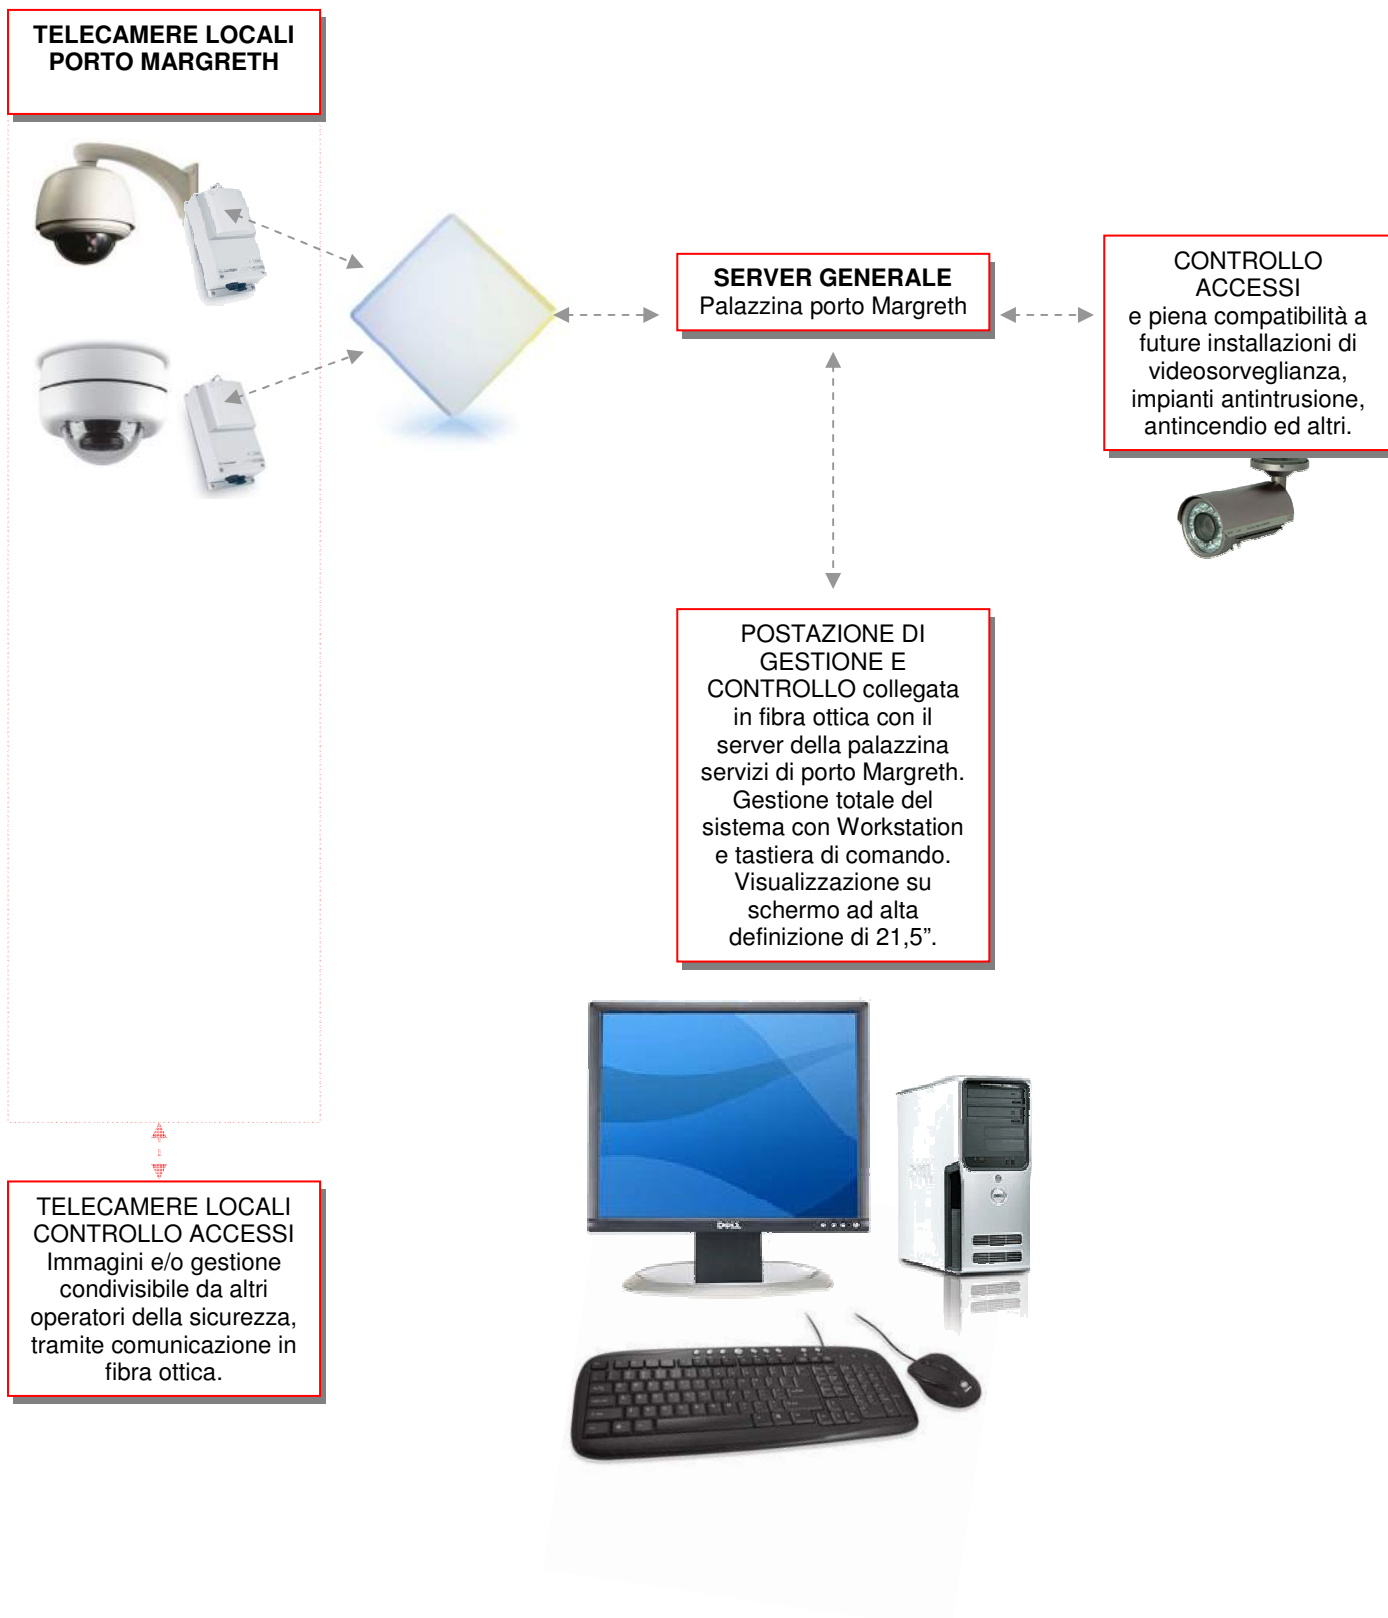 TELECAMERE LOCALI
PORTO MARGRETH
SERVER GENERALE
Palazzina porto Margreth
CONTROLLO
ACCESSI
e piena compatibilità a
future installazioni di
videosorveglianza,
impianti antintrusione,
antincendio ed altri.
POSTAZIONE DI
GESTIONE E
CONTROLLO collegata
in fibra ottica con il
server della palazzina
servizi di porto Margreth.
Gestione totale del
sistema con Workstation
e tastiera di comando.
Visualizzazione su
schermo ad alta
definizione di 21,5”.
DELL
TELECAMERE LOCALI
CONTROLLO ACCESSI
Immagini e/o gestione
condivisibile da altri
operatori della sicurezza,
tramite comunicazione in
fibra ottica.